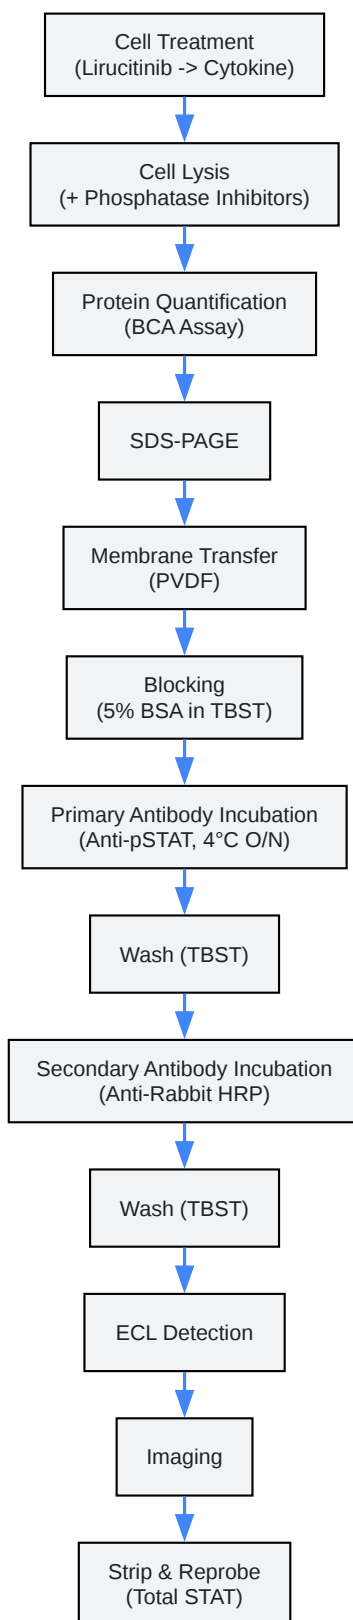 Cell Treatment
(Lirucitinib -> Cytokine)
Cell Lysis
(+ Phosphatase Inhibitors)
Protein Quantification
(BCA Assay)
SDS-PAGE
Membrane Transfer
(PVDF)
Blocking
(5% BSA in TBST)
Primary Antibody Incubation
(Anti-pSTAT, 4°C O/N)
Wash (TBST)
Secondary Antibody Incubation
(Anti-Rabbit HRP)
Wash (TBST)
ECL Detection
Imaging
Strip & Reprobe
(Total STAT)